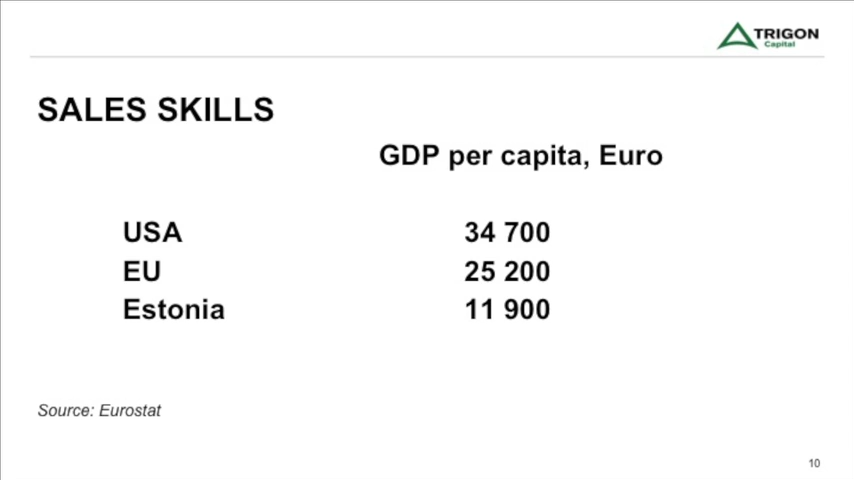 TRIGON
Capital
SALES SKILLS
GDP per capita, Euro
USA 34 700
EU 25 200
Estonia 11 900
Source: Eurostat
10